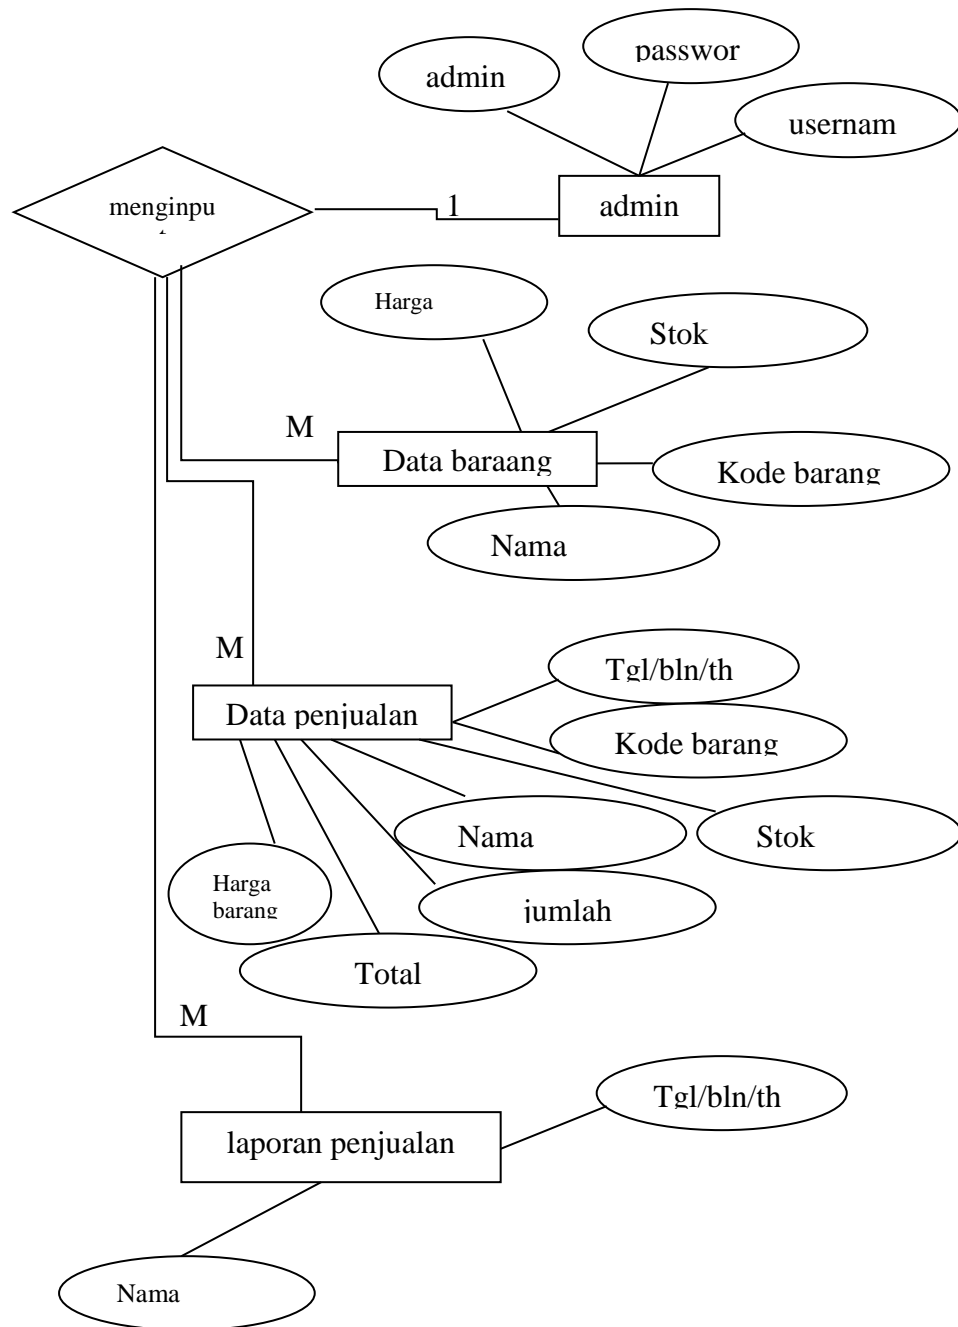 passwor
admin
usernam
menginpu
1
admin
Harga
Stok
M
Data baraang
Kode barang
Nama
M
Tgl/bln/th
Data penjualan
Kode barang
Nama
Stok
Harga
barang
jumlah
Total
M
Tgl/bln/th
laporan penjualan
Nama